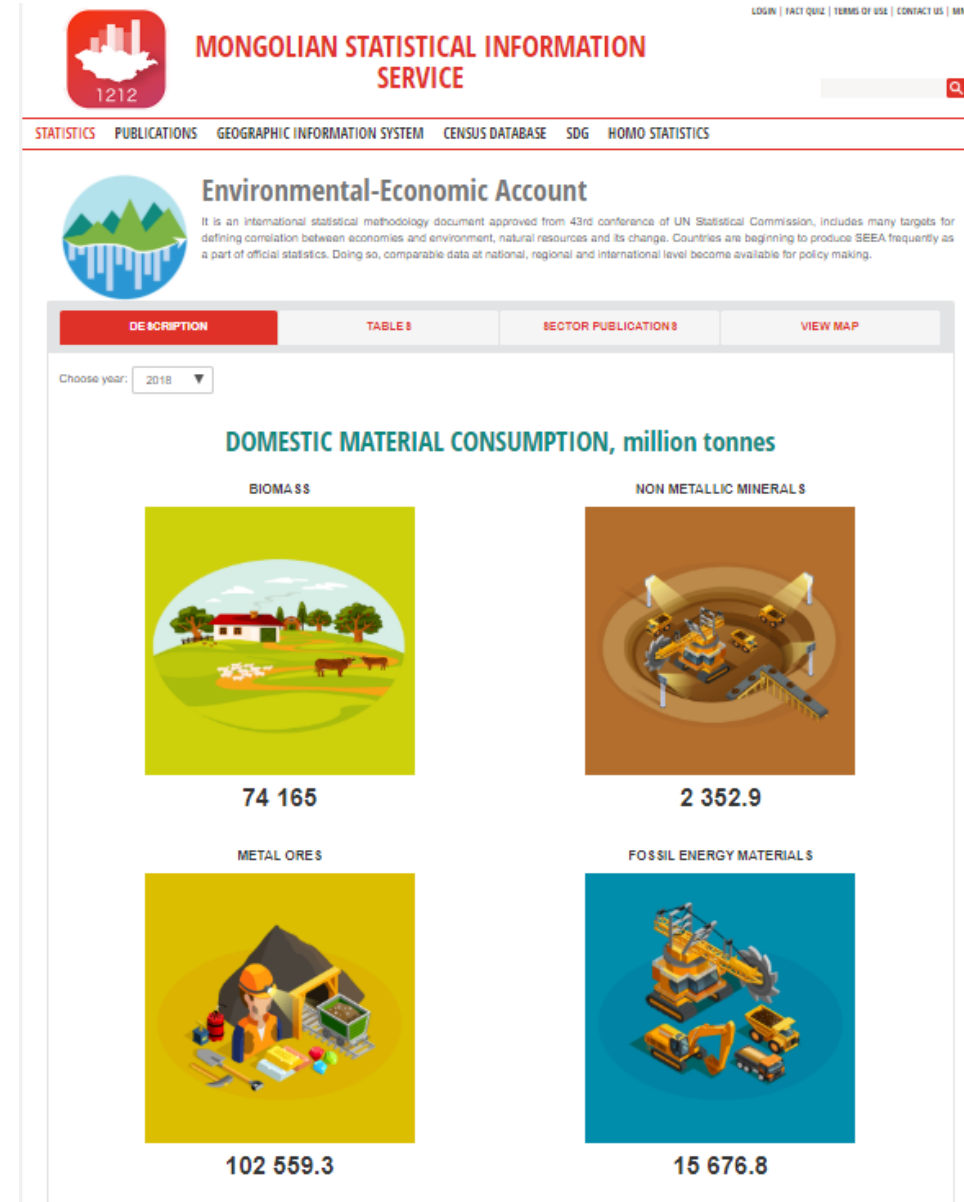 LOGIN | FACT QUIZ | TERMS OF USE | CONTACT US |
MONGOLIAN STATISTICAL INFORMATION
SERVICE
1212
STATISTICS PUBLICATIONS GEOGRAPHIC INFORMATION SYSTEM CENSUS DATABASE SDG HOMO STATISTICS
Environmental-Economic Account
It is an international statistical methodology document approved from 43rd conference of UN Statistical Commission, includes many targets for
defining correlation between economies and environment, natural resources and its change. Countries are beginning to produce SEEA frequently as
a part of official statistics. Doing so, comparable data at national, regional and international level become available for policy making.
DESCRIPTION TABLES SECTOR PUBLICATIONS VIEW MAP
Choose year: 2018
DOMESTIC MATERIAL CONSUMPTION, million tonnes
BIOMASS NON METALLIC MINERALS
74 165 2 352.9
METAL ORES FOSSIL ENERGY MATERIALS
102 559.3 15 676.8